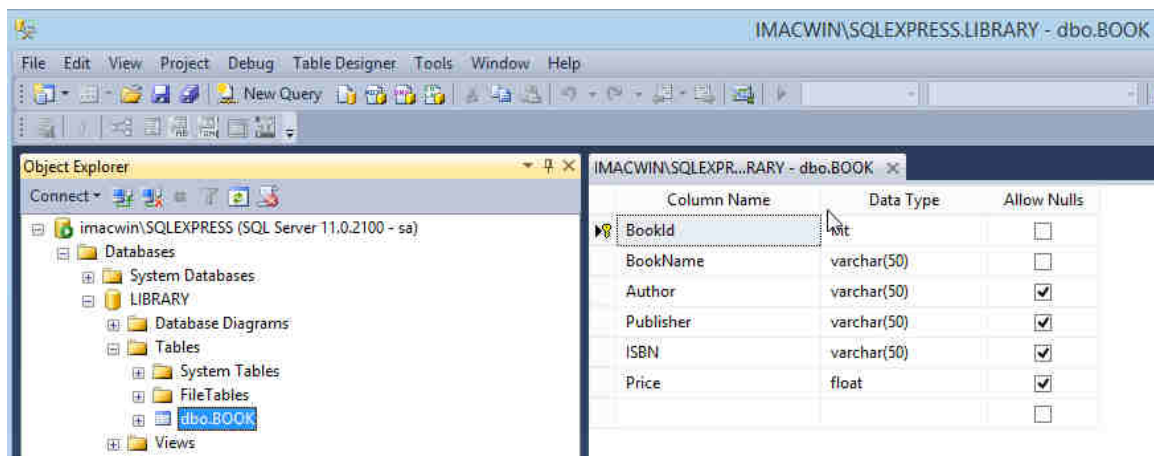 IMACWIN\SQLEXPRESS.LIBRARY - dbo.BOOK
File Edit View Project Debug Table Designer Tools Window Help
New Query
Object Explorer
Connect
imacwin\SQLEXPRESS (SQL Server 11.0.2100 - sa)
Databases
System Databases
LIBRARY
Database Diagrams
Tables
System Tables
FileTables
dbo.BOOK
Views
IMACWIN\SQLEXPR...RARY - dbo.BOOK
Column Name Data Type Allow Nulls
BookId int
BookName varchar(50)
Author varchar(50)
Publisher varchar(50)
ISBN varchar(50)
Price float